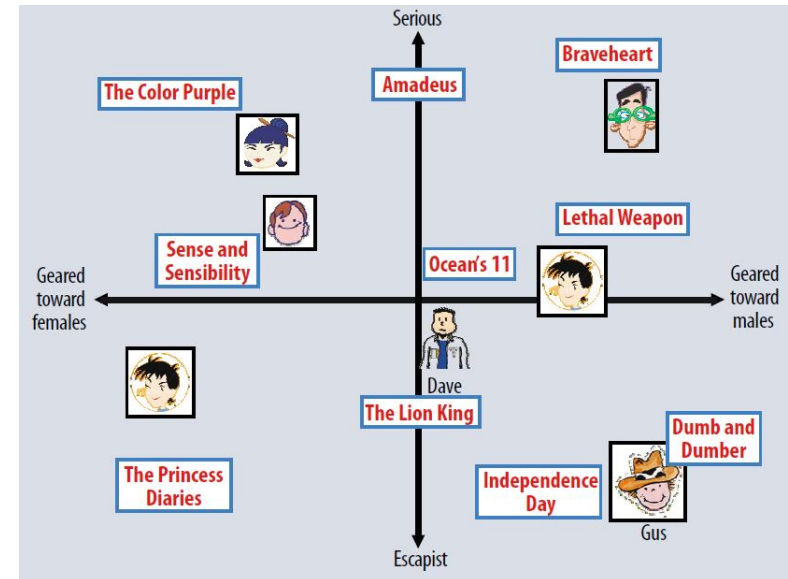 Serious
Braveheart
Amadeus
The Color Purple
Lethal Weapon
Sense and
Sensibility
Ocean's 11
Geared
toward
females
Geared
toward
males
Dave
The Lion King
Dumb and
Dumber
The Princess
Diaries
Independence
Day
Gus
Escapist